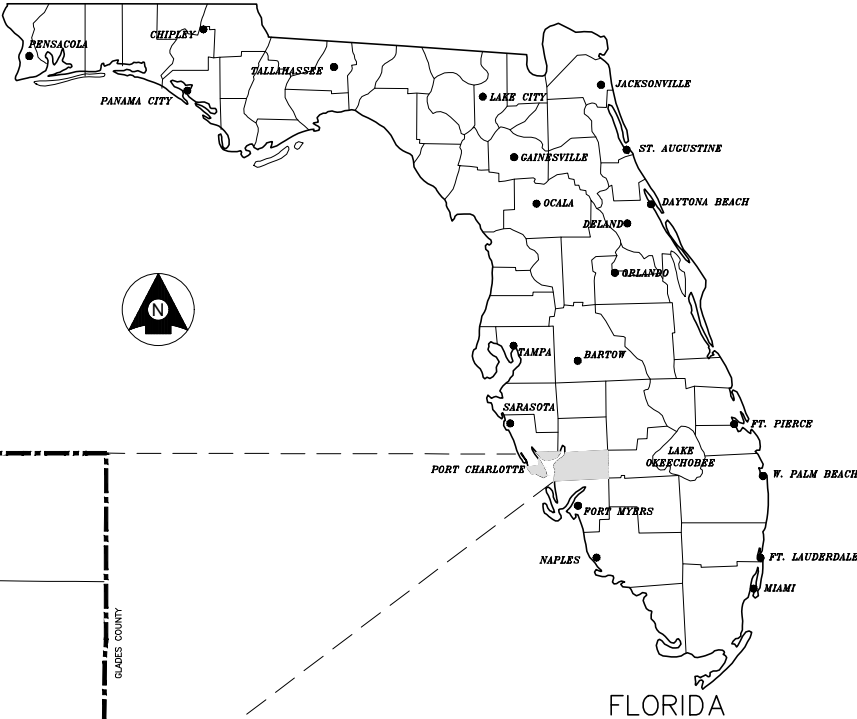 CHIPLEY
PENSACOLA
TALLAHASSEE
PANAMA CITY
LAKE CITY
JACKSONVILLE
ST. AUGUSTINE
GAINESVILLE
OCALA
DAYTONA BEACH
DELAND
ORLANDO
N
TAMPA
BARTOW
SARASOTA
FT. PIERCE
LAKE
OKEECHOBEE
PORT CHARLOTTE
W. PALM BEACH
FORT MYERS
NAPLES
FT. LAUDERDALE
MIAMI
GLADES COUNTY
FLORIDA